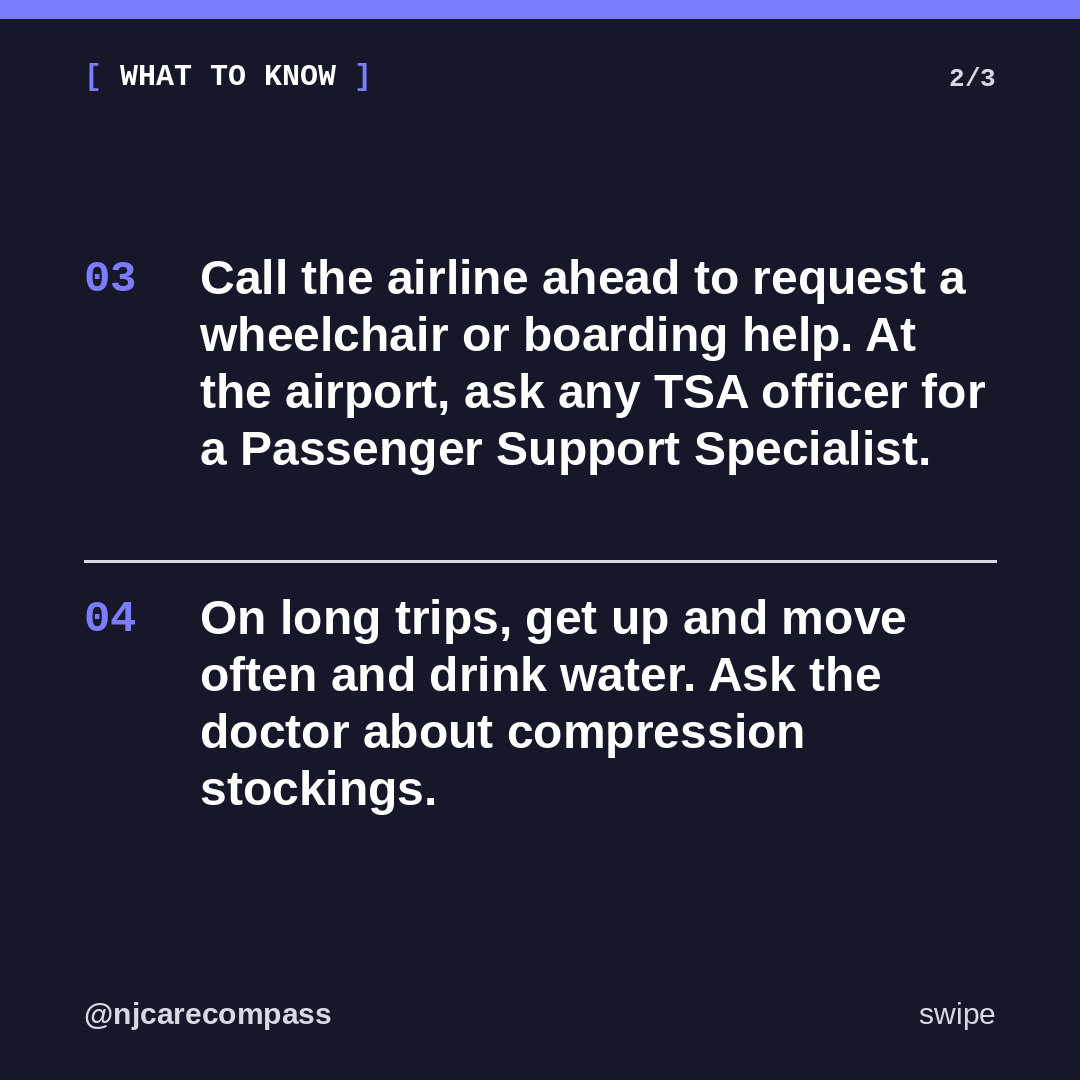 [ WHAT TO KNOW ]
2/3
03
Call the airline ahead to request a
wheelchair or boarding help. At
the airport, ask any TSA officer for
a Passenger Support Specialist.
04
On long trips, get up and move
often and drink water. Ask the
doctor about compression
stockings.
@njcarecompass
swipe